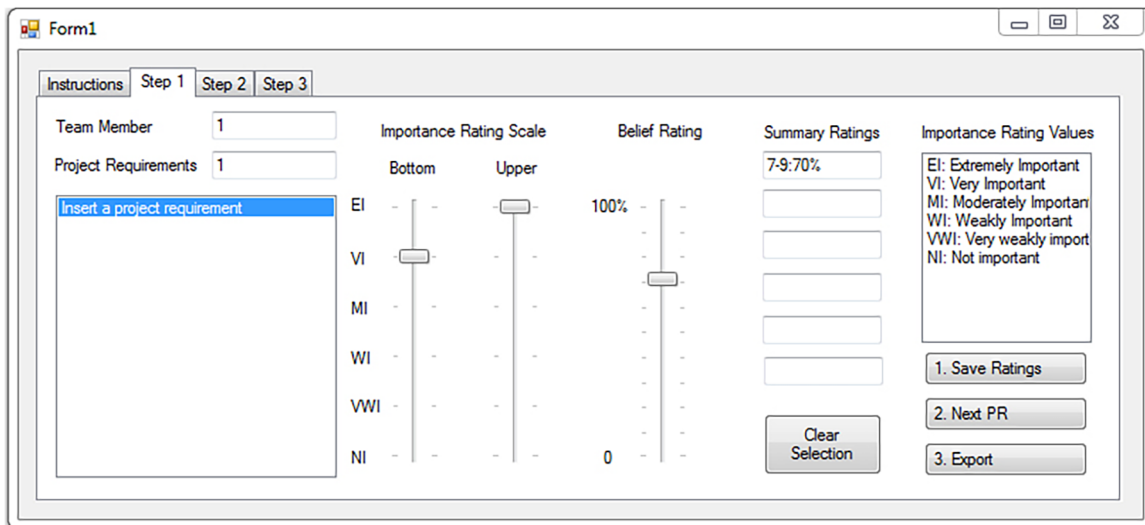 Form1
Instructions Step 1 Step 2 Step 3
Team Member 1
Project Requirements 1
Insert a project requirement
Importance Rating Scale
Bottom Upper
EI
VI
MI
WI
VWI
NI
Belief Rating
100%
0
Summary Ratings
7-9:70%
Clear
Selection
Importance Rating Values
EI: Extremely Important
VI: Very Important
MI: Moderately Importan
WI: Weakly Important
VWI: Very weakly import
NI: Not important
1. Save Ratings
2. Next PR
3. Export